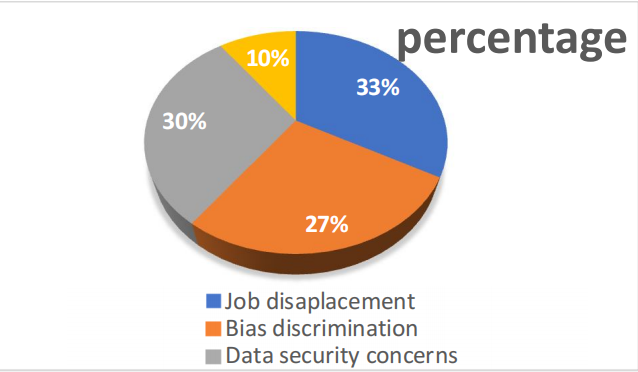 percentage
10%
33%
30%
27%
Job disaplacement
Bias discrimination
Data security concerns